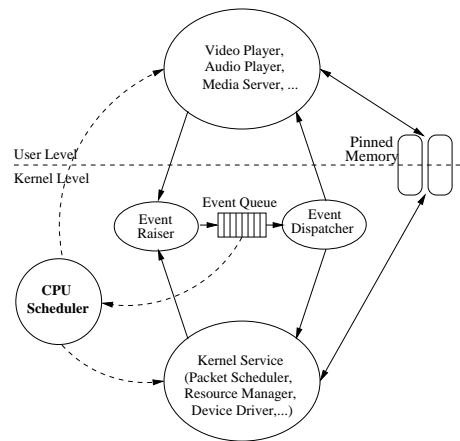 Video Player,
Audio Player,
Media Server, ...
Pinned
Memory
User Level
Kernel Level
Event Queue
Event
Raiser
Event
Dispatcher
CPU
Scheduler
Kernel Service
(Packet Scheduler,
Resource Manager,
Device Driver,...)